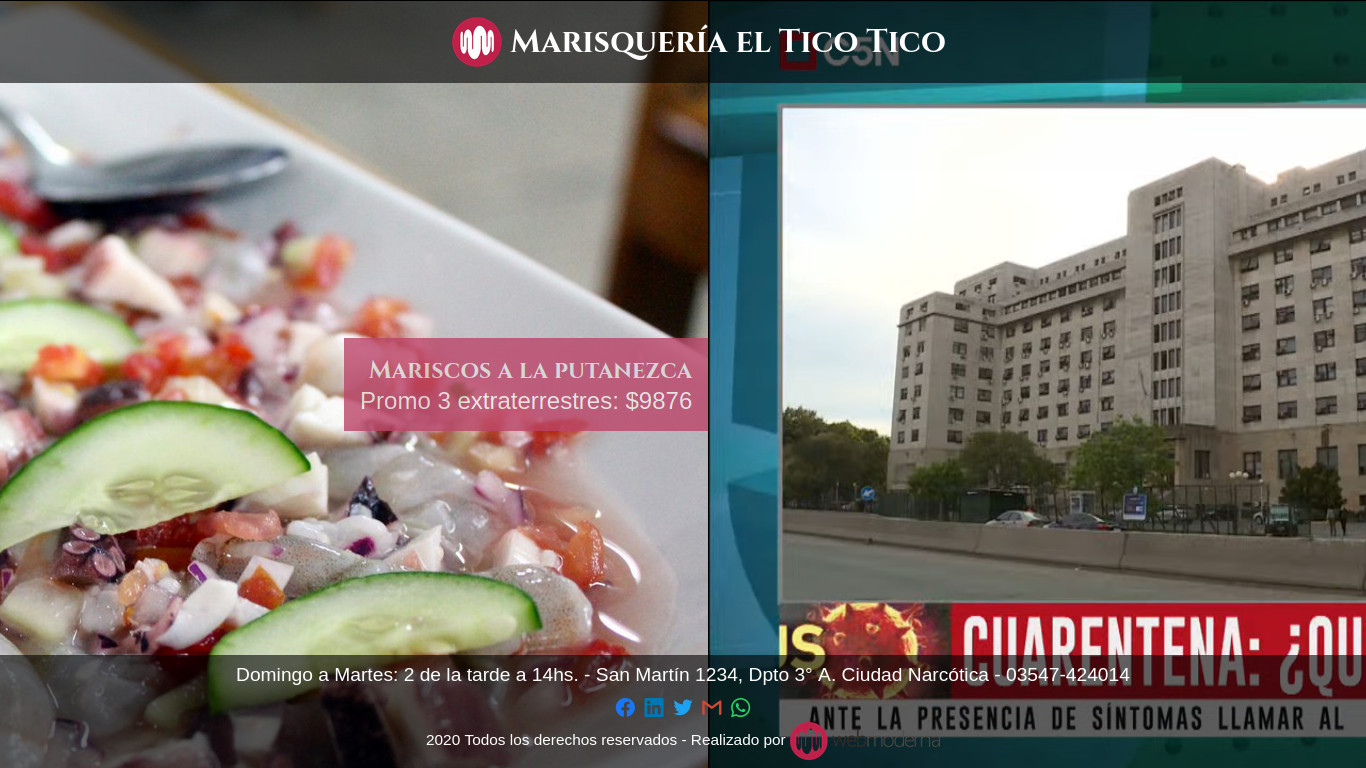 Marisquería el Tico Tico
C5N
Mariscos a la putanezca
Promo 3 extraterrestres: $9876
US
CUARENTENA: ¿QU
ANTE LA PRESENCIA DE SÍNTOMAS LLAMAR AL
Domingo a Martes: 2 de la tarde a 14hs. - San Martín 1234, Dpto 3° A. Ciudad Narcótica - 03547-424014
2020 Todos los derechos reservados - Realizado por webmoderna